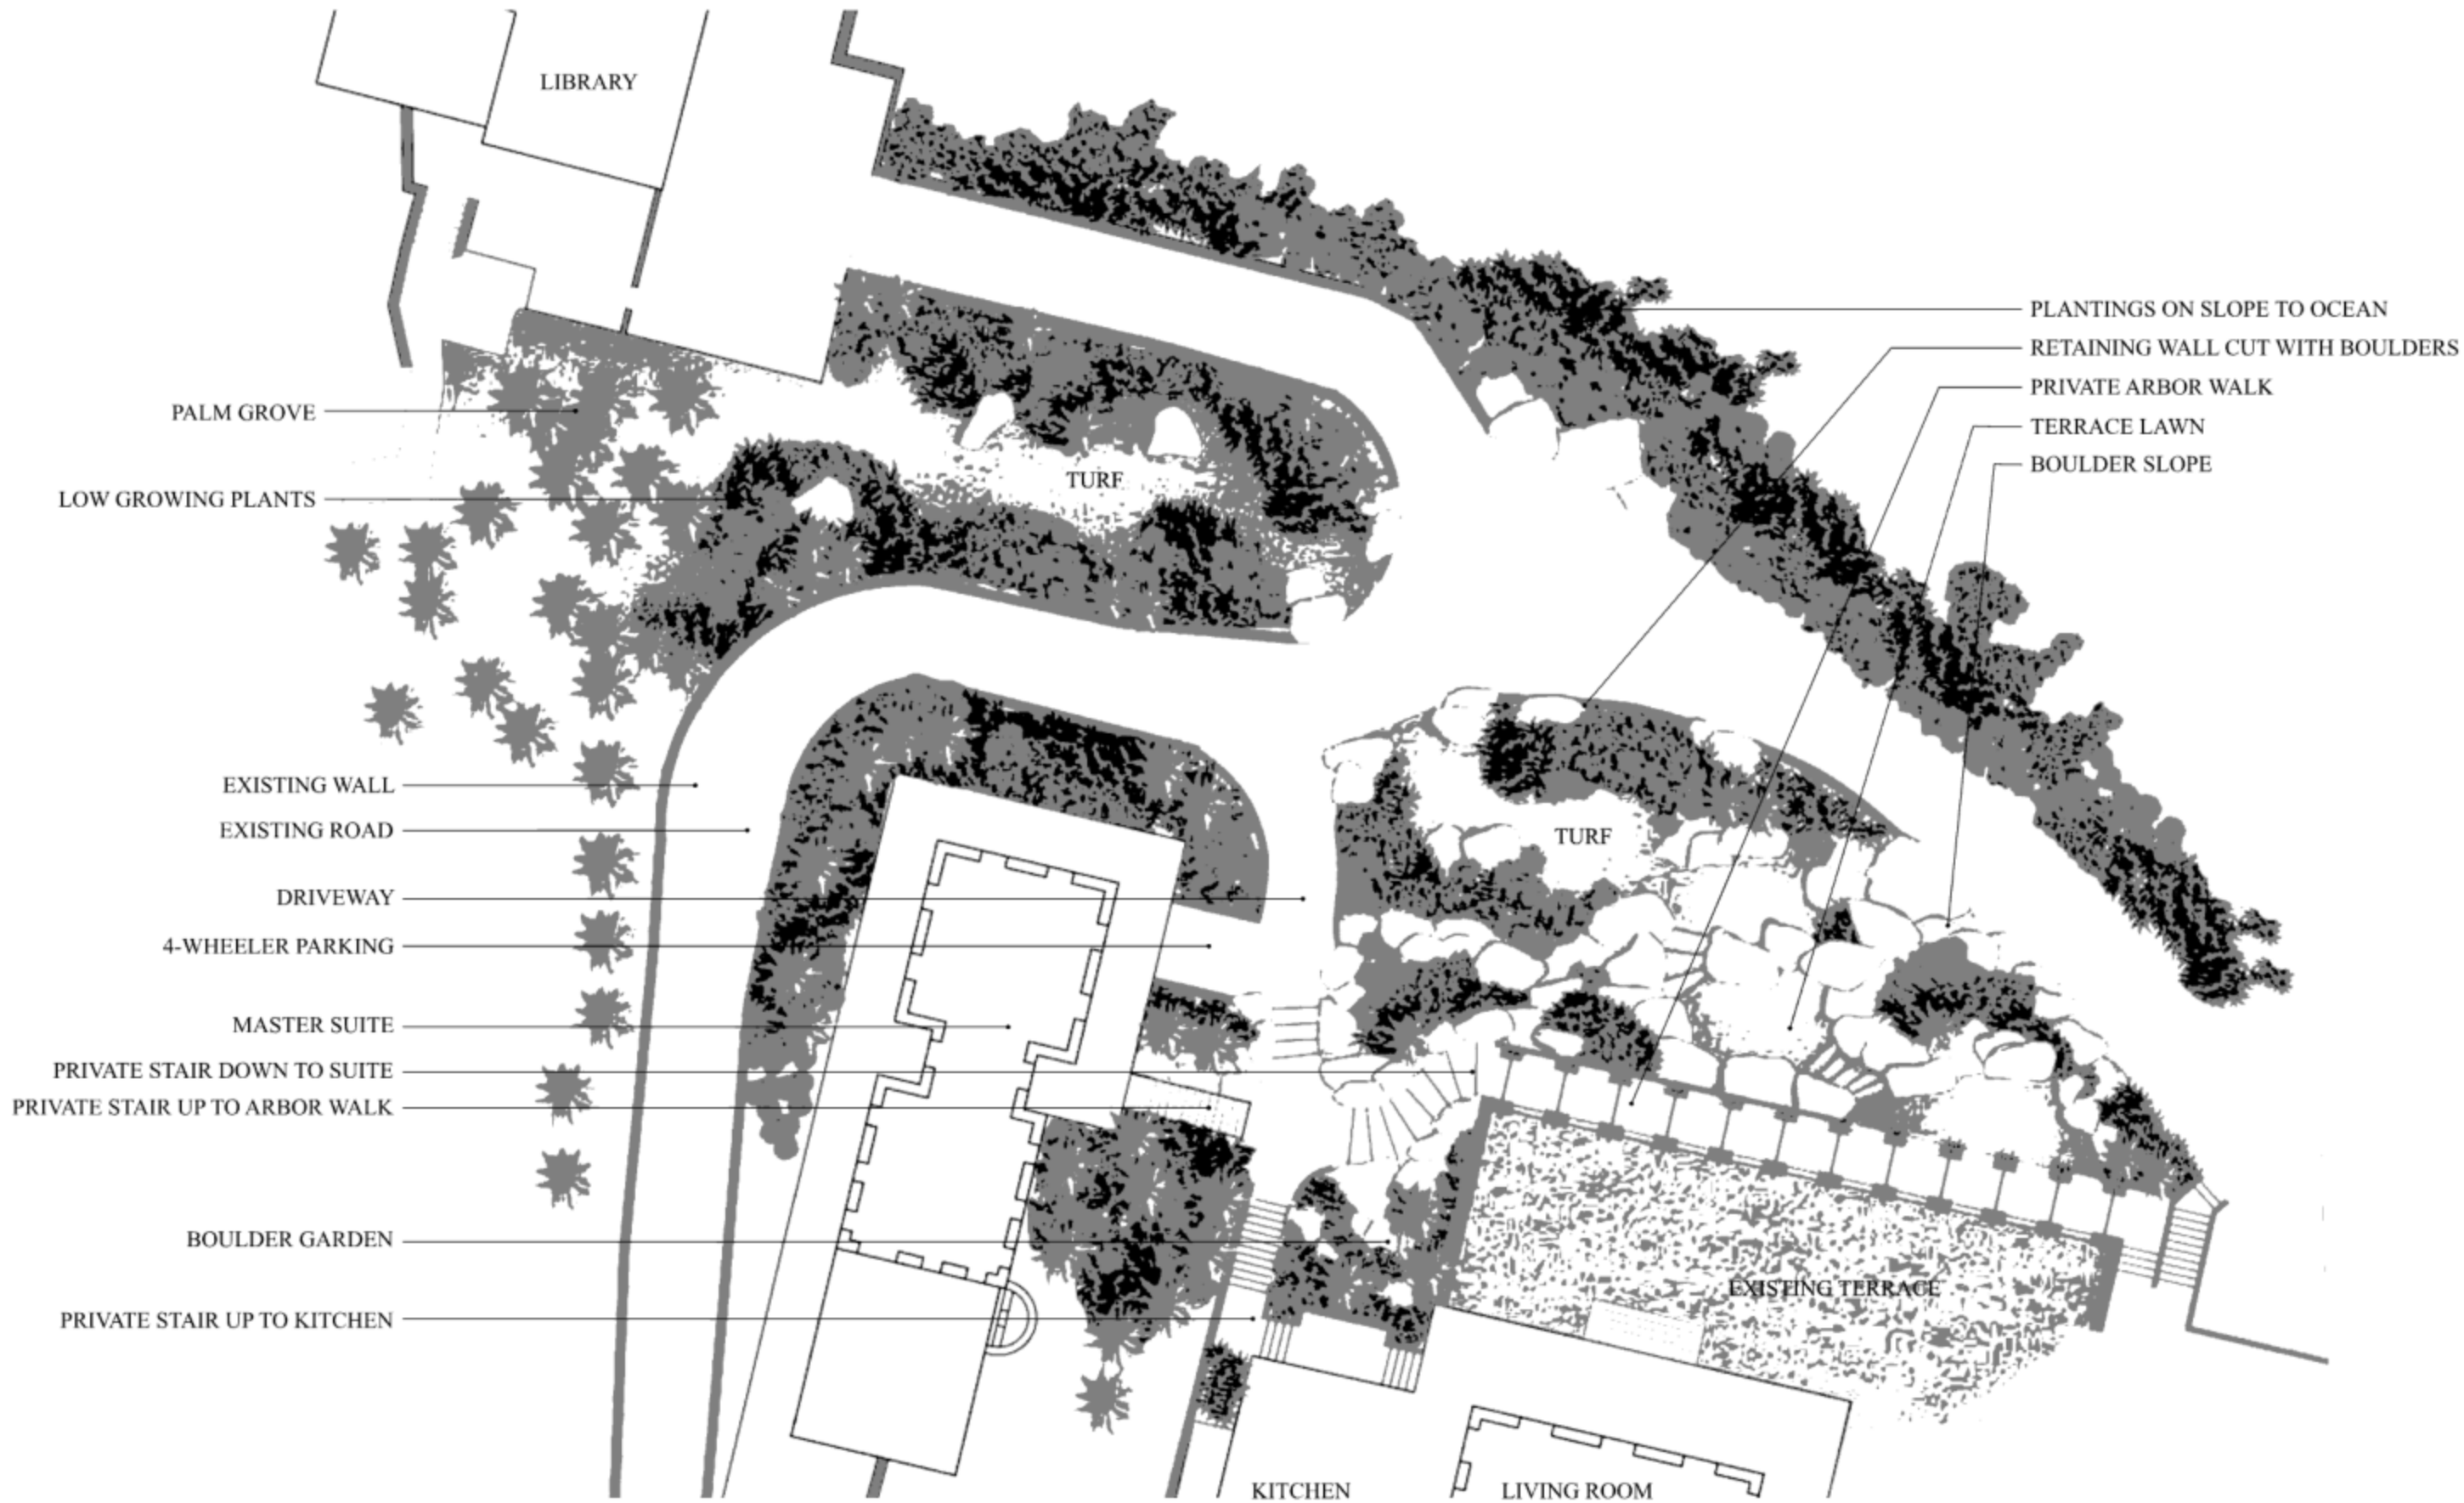 LIBRARY
PLANTINGS ON SLOPE TO OCEAN
RETAINING WALL CUT WITH BOULDERS
PRIVATE ARBOR WALK
PALM GROVE
TERRACE LAWN
BOULDER SLOPE
TURF
LOW GROWING PLANTS
EXISTING WALL
EXISTING ROAD
TURF
DRIVEWAY
4-WHEELER PARKING
MASTER SUITE
PRIVATE STAIR DOWN TO SUITE
PRIVATE STAIR UP TO ARBOR WALK
BOULDER GARDEN
EXISTING TERRACE
PRIVATE STAIR UP TO KITCHEN
KITCHEN
LIVING ROOM